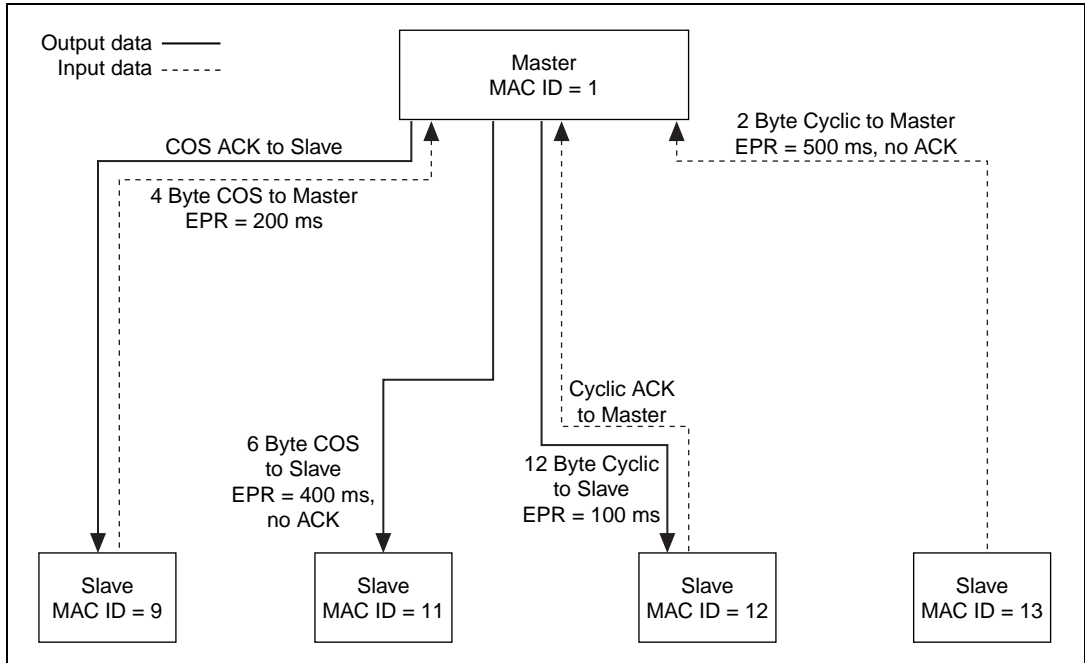 Output data
Input data
Master
MAC ID = 1
COS ACK to Slave
4 Byte COS to Master
EPR = 200 ms
2 Byte Cyclic to Master
EPR = 500 ms, no ACK
6 Byte COS
to Slave
EPR = 400 ms,
no ACK
Cyclic ACK
to Master
12 Byte Cyclic
to Slave
EPR = 100 ms
Slave
MAC ID = 9
Slave
MAC ID = 11
Slave
MAC ID = 12
Slave
MAC ID = 13